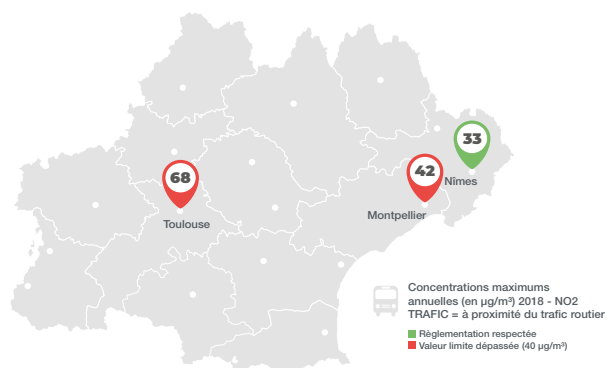 33
42
68
Nîmes
Montpellier
Toulouse
Concentrations maximums
annuelles (en µg/m³) 2018 - NO2
TRAFIC = à proximité du trafic routier
Règlementation respectée
Valeur limite dépassée (40 µg/m³)